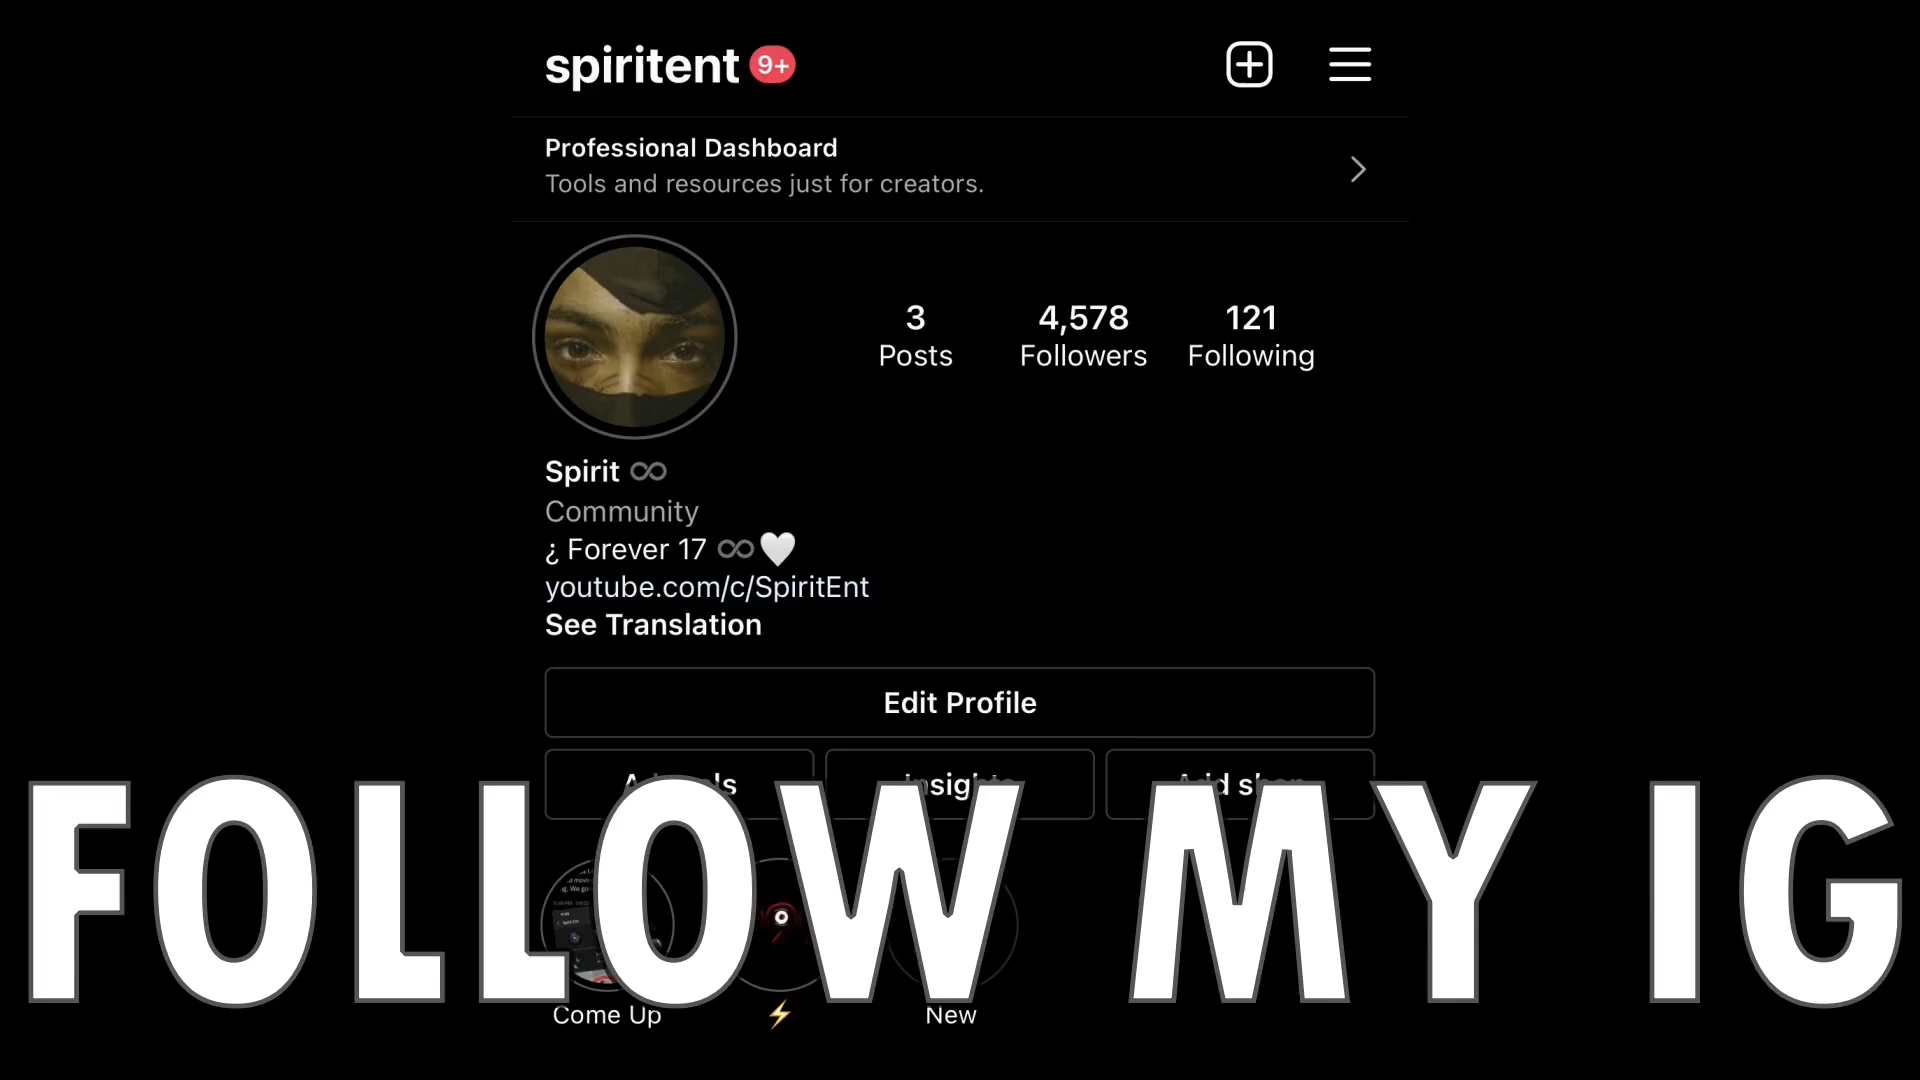 spiritent 9+
Professional Dashboard
Tools and resources just for creators.
3 4,578 121
Posts Followers Following
Spirit ∞
Community
¿ Forever 17 ∞🤍
youtube.com/c/SpiritEnt
See Translation
Edit Profile
FOLLOW MY IG
Come Up ⚡ New